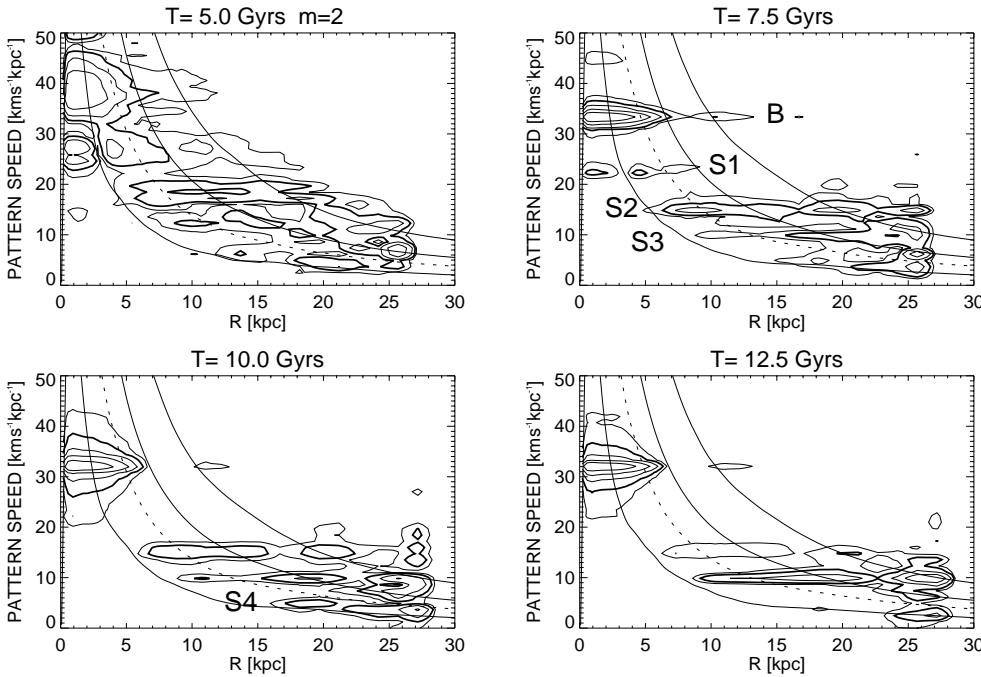 T= 5.0 Gyrs m=2
T= 7.5 Gyrs
PATTERN SPEED [kms⁻¹kpc⁻¹]
50
40
30
20
10
0
0 5 10 15 20 25 30
R [kpc]
PATTERN SPEED [kms⁻¹kpc⁻¹]
50
40
30
20
10
0
B
S1
S2
S3
0 5 10 15 20 25 30
R [kpc]
T= 10.0 Gyrs
T= 12.5 Gyrs
PATTERN SPEED [kms⁻¹kpc⁻¹]
50
40
30
20
10
0
S4
0 5 10 15 20 25 30
R [kpc]
PATTERN SPEED [kms⁻¹kpc⁻¹]
50
40
30
20
10
0
0 5 10 15 20 25 30
R [kpc]